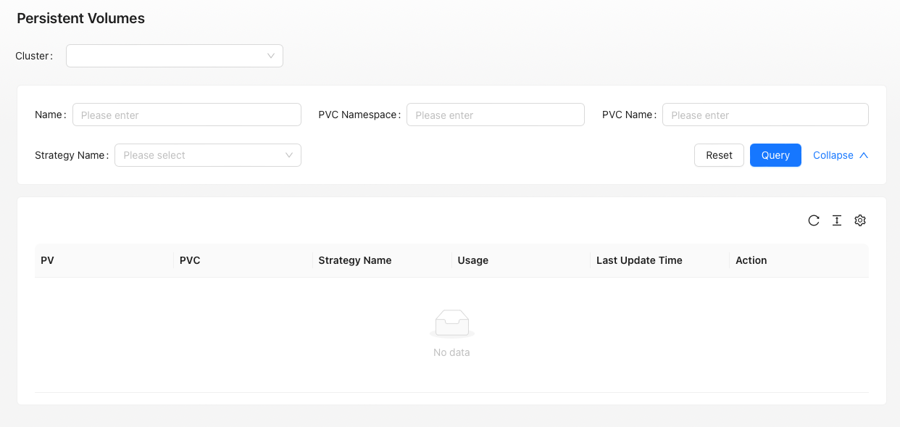 Persistent Volumes
Cluster :
Name : Please enter PVC Namespace : Please enter PVC Name : Please enter
Strategy Name : Please select Reset Query Collapse
PV PVC Strategy Name Usage Last Update Time Action
No data